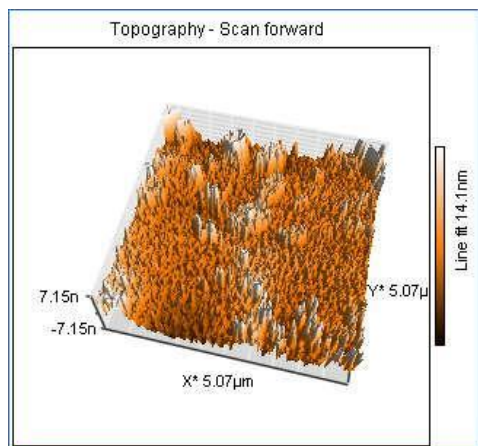 Topography - Scan forward
Line fit 14.1nm
7.15n
-7.15n
Y* 5.07µ
X* 5.07µm